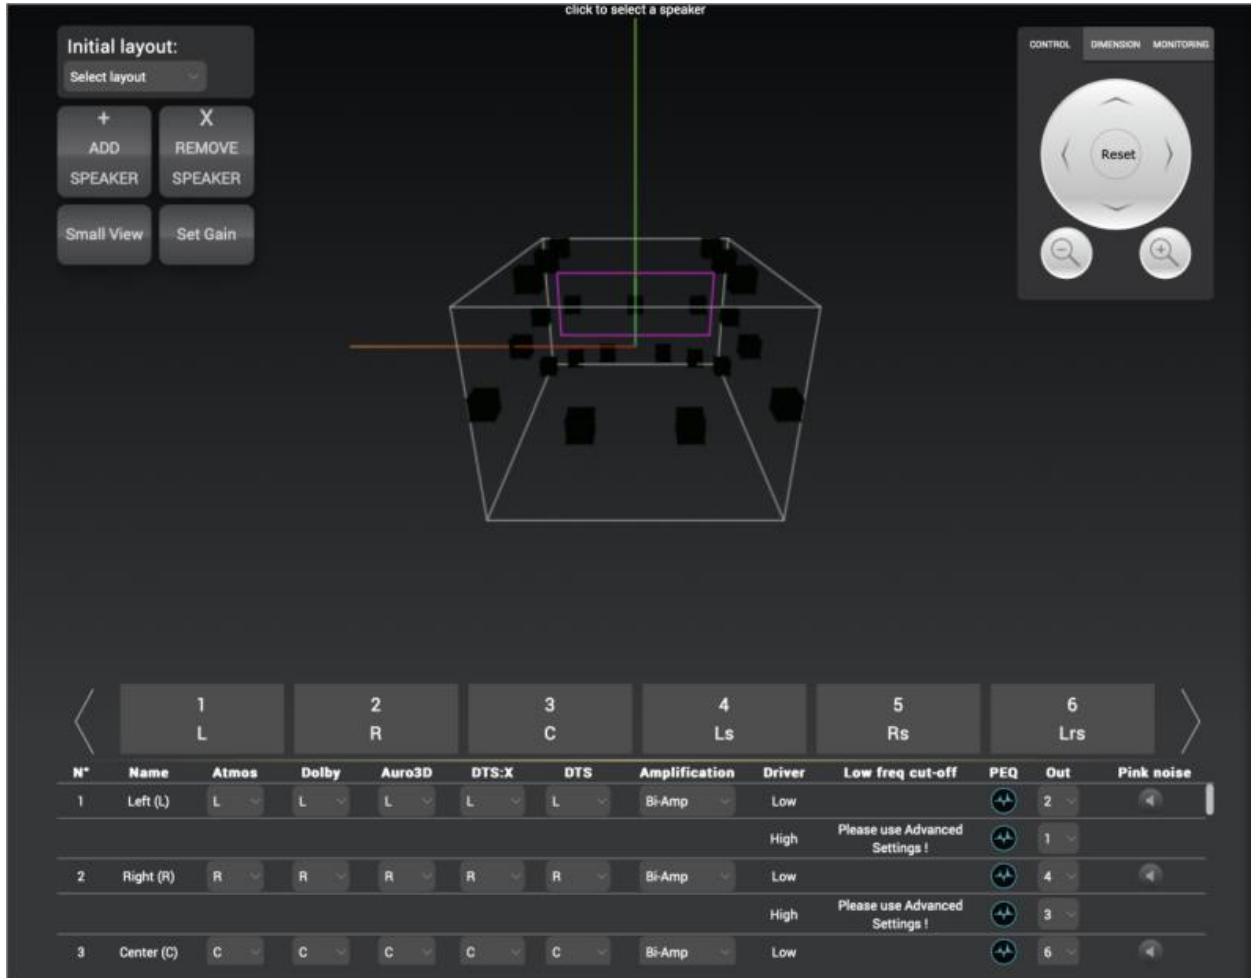 click to select a speaker
Initial layout:
Select layout
+
ADD
SPEAKER
X
REMOVE
SPEAKER
Small View
Set Gain
CONTROL DIMENSION MONITORING
Reset
1
L
2
R
3
C
4
Ls
5
Rs
6
Lrs
N° Name Atmos Dolby Auro3D DTS:X DTS Amplification Driver Low freq cut-off PEQ Out Pink noise
1 Left (L) L L L L L Bi-Amp Low 2
High Please use Advanced
Settings ! 1
2 Right (R) R R R R R Bi-Amp Low 4
High Please use Advanced
Settings ! 3
3 Center (C) C C C C C Bi-Amp Low 6